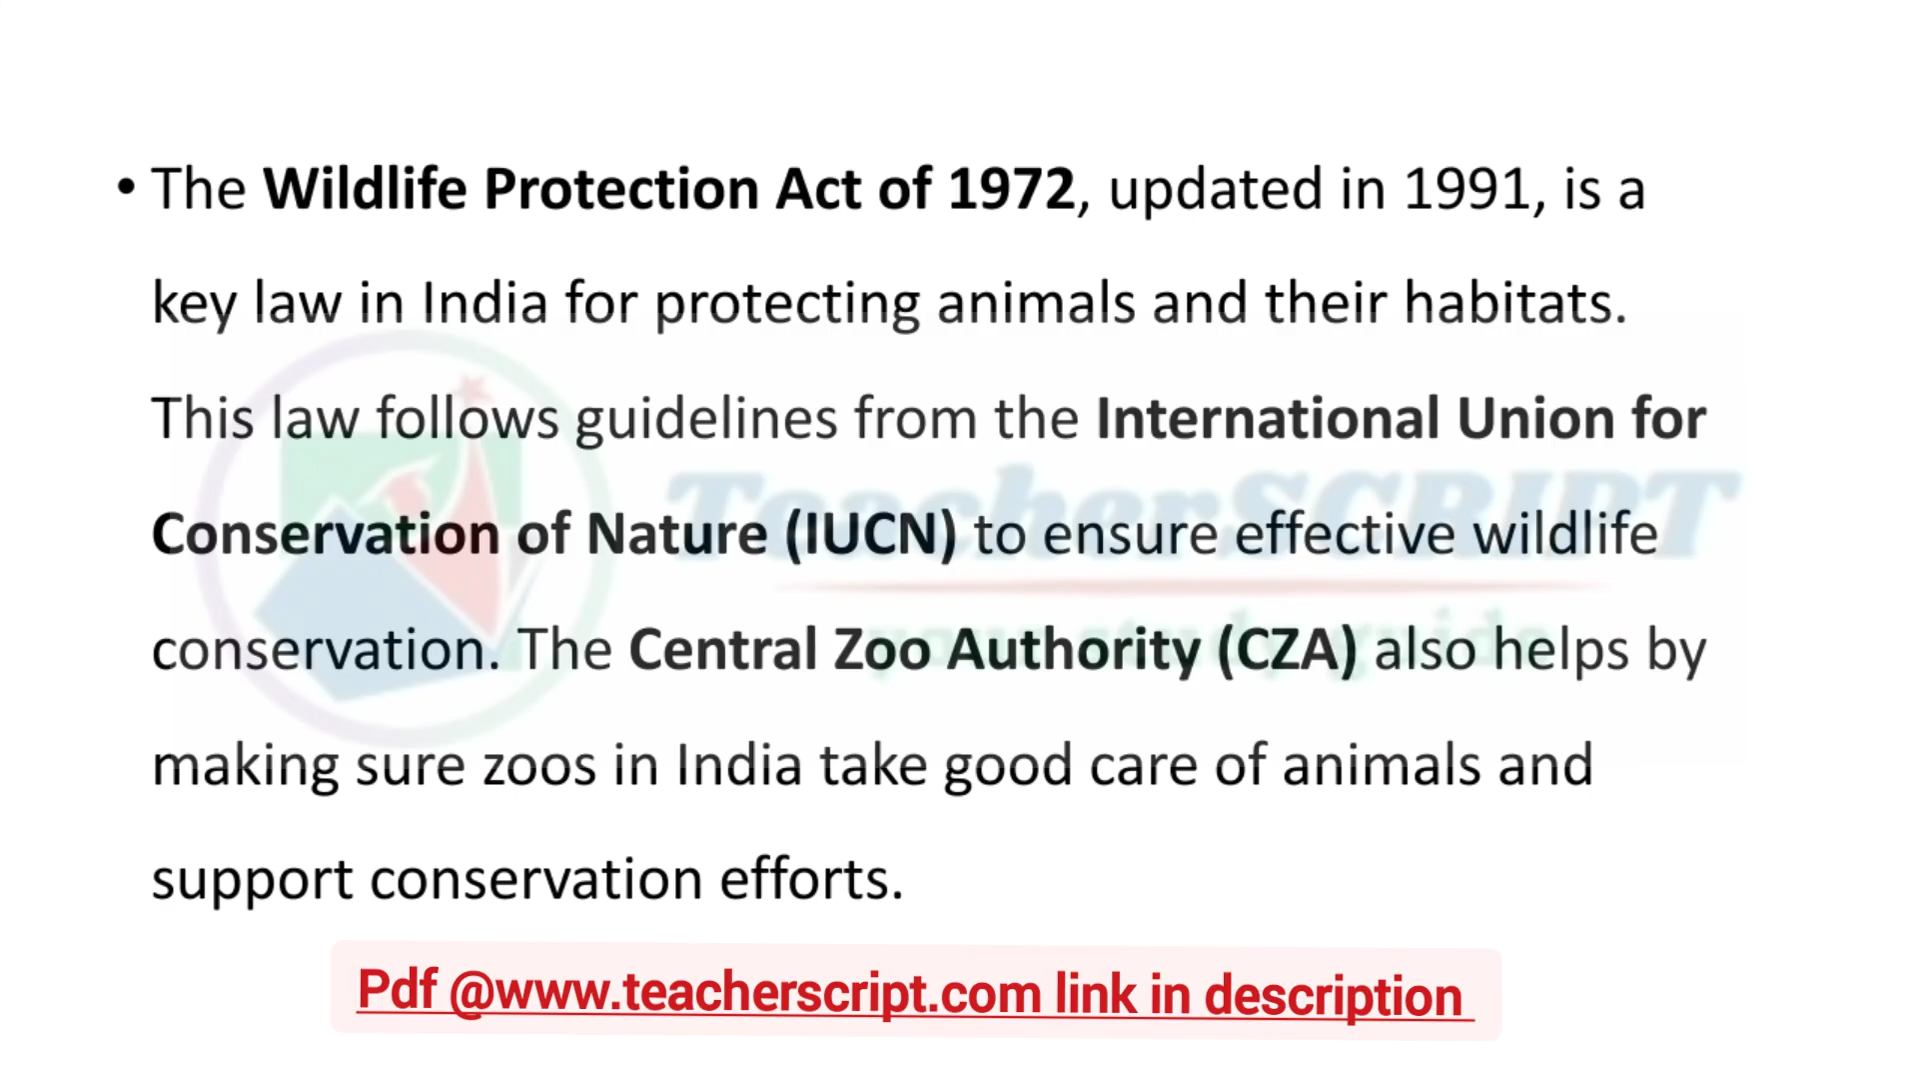 • The Wildlife Protection Act of 1972, updated in 1991, is a
key law in India for protecting animals and their habitats.
This law follows guidelines from the International Union for
Conservation of Nature (IUCN) to ensure effective wildlife
conservation. The Central Zoo Authority (CZA) also helps by
making sure zoos in India take good care of animals and
support conservation efforts.
TeacherSCRIPT
Pdf @www.teacherscript.com link in description